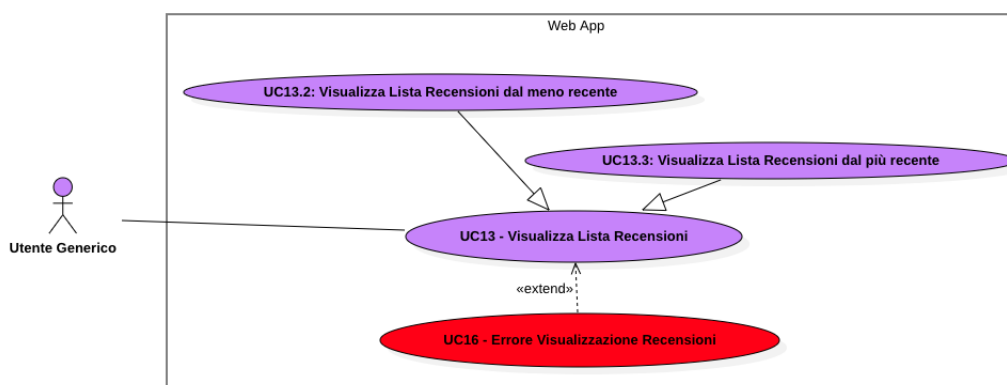 Web App
UC13.2: Visualizza Lista Recensioni dal meno recente
UC13.3: Visualizza Lista Recensioni dal più recente
Utente Generico
UC13 - Visualizza Lista Recensioni
«extend»
UC16 - Errore Visualizzazione Recensioni